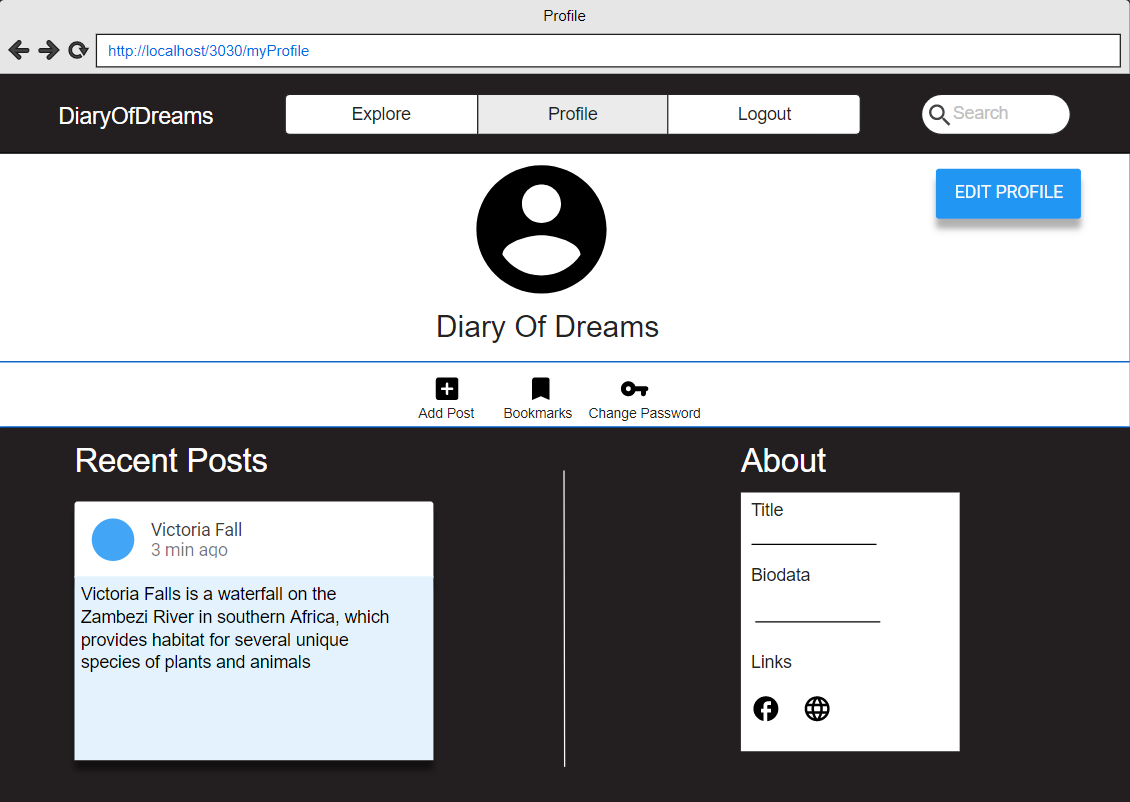 Profile
http://localhost/3030/myProfile
DiaryOfDreams
Explore
Profile
Logout
Search
EDIT PROFILE
Diary Of Dreams
Add Post
Bookmarks
Change Password
Recent Posts
Victoria Fall
3 min ago
Victoria Falls is a waterfall on the
Zambezi River in southern Africa, which
provides habitat for several unique
species of plants and animals
About
Title
Biodata
Links